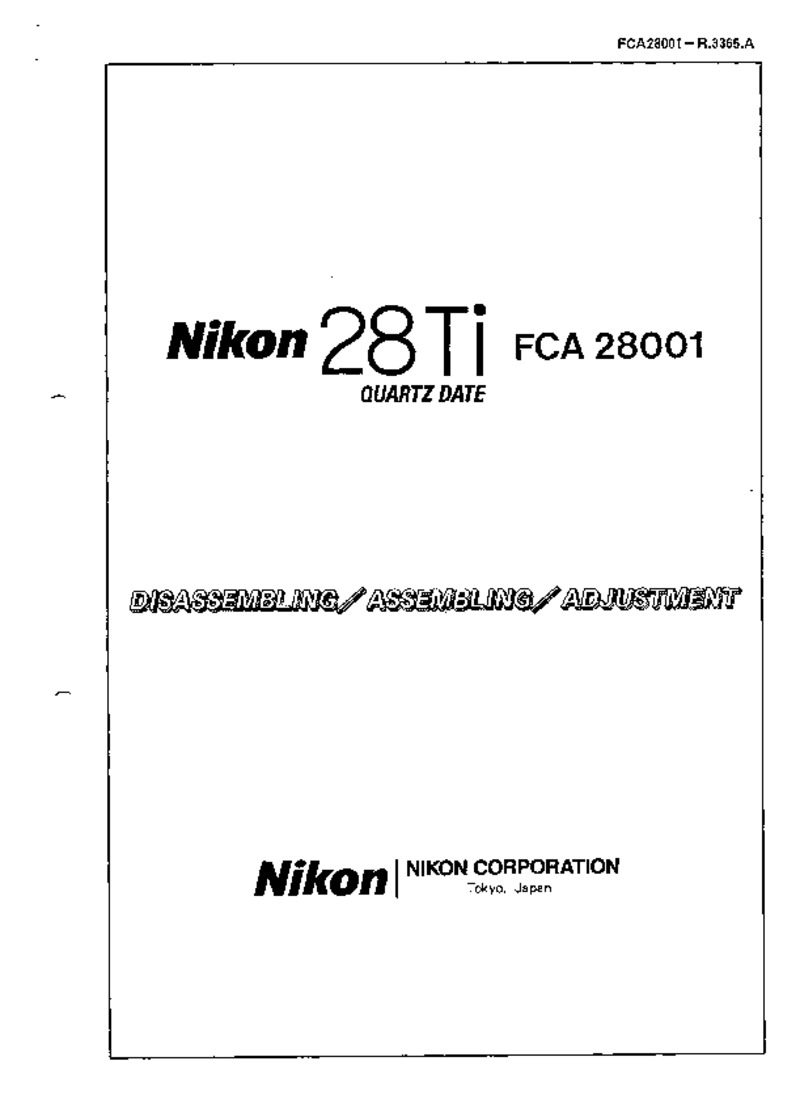 FCA28001−R.3365.A
Nikon 28Ti FCA 28001
QUARTZ DATE
DISASSEMBLING/ASSEMBLING/ADJUSTMENT
Nikon NIKON CORPORATION
Tokyo, Japan